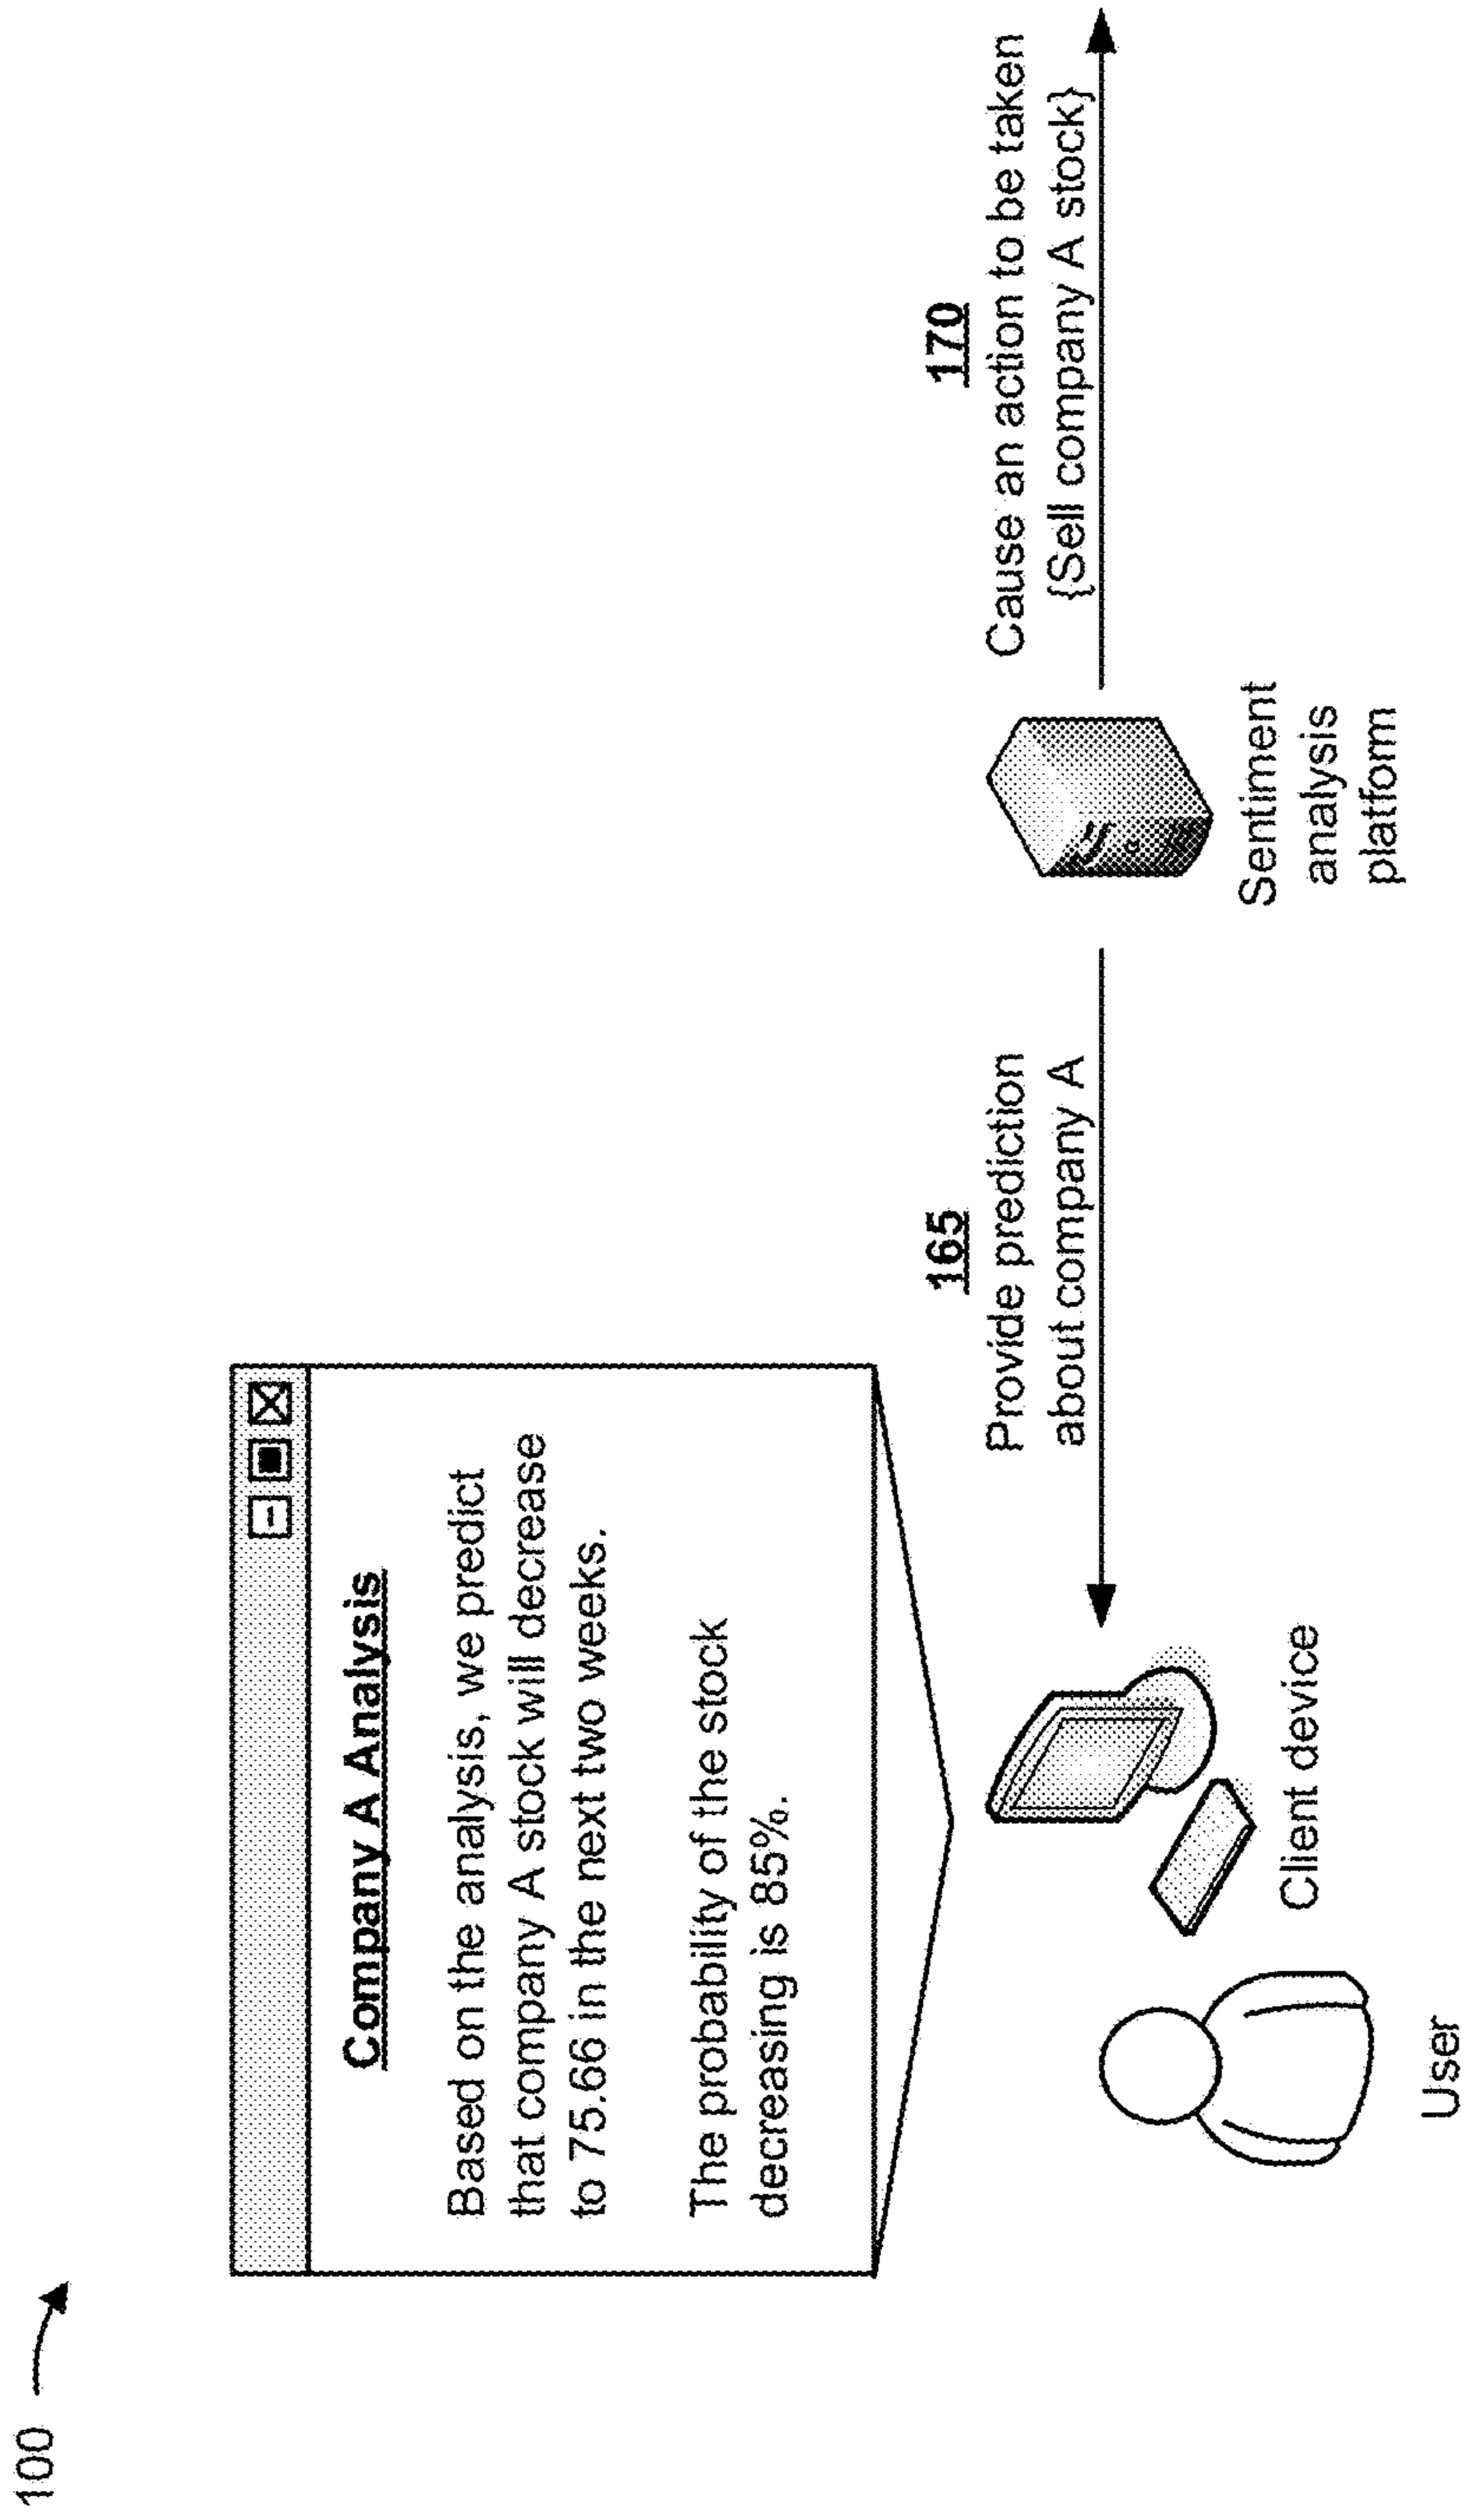 100
Company A Analysis
Based on the analysis, we predict
that company A stock will decrease
to 75.66 in the next two weeks.
The probability of the stock
decreasing is 85%.
165
Provide prediction
about company A
170
Cause an action to be taken
{Sell company A stock}
User
Client device
Sentiment
analysis
platform